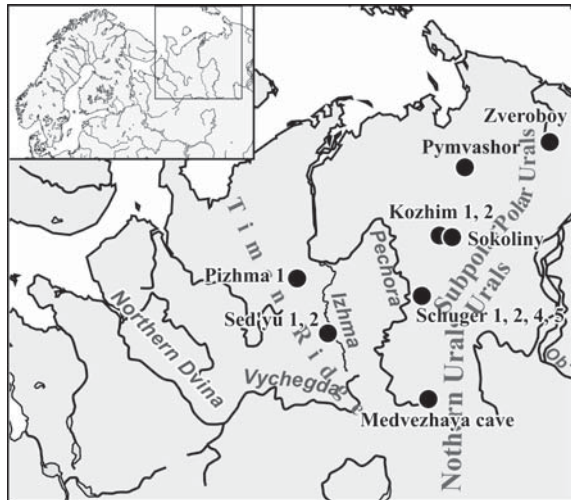 Zveroboy
Pymvashor
Polar Urals
Kozhim 1, 2
Sokoliny
Subpolar
Timan Ridge
Pizhma 1
Pechora
Izhma
Schuger 1, 2, 4, 5
Sed'yu 1, 2
Northern Dvina
Vychegda
Ob'
Nothern Urals
Urals
Medvezhaya cave